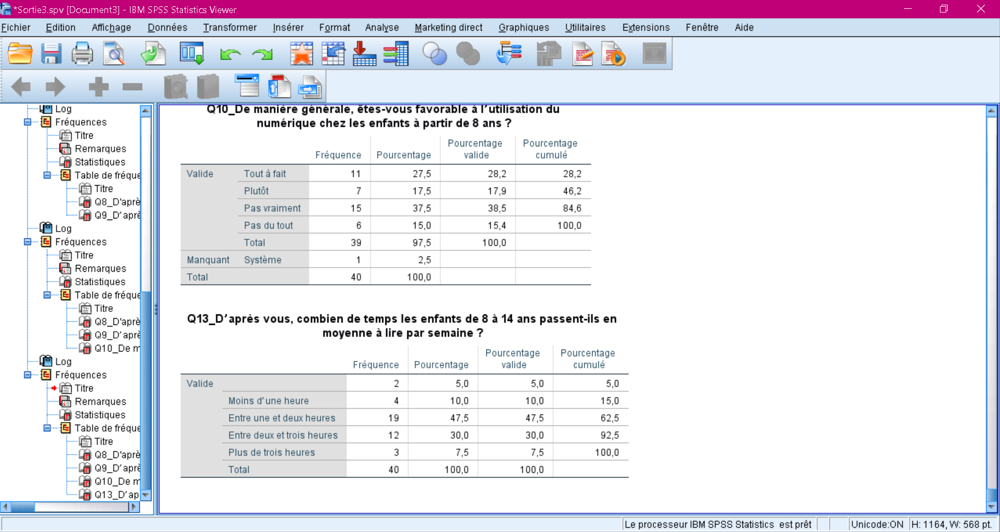 *Sortie3.spv [Document3] - IBM SPSS Statistics Viewer
Fichier Edition Affichage Données Transformer Insérer Format Analyse Marketing direct Graphiques Utilitaires Extensions Fenêtre Aide
Log
Fréquences
Titre
Remarques
Statistiques
Table de fréque
Titre
Q8_D'aprè
Q9_D’aprè
Log
Fréquences
Titre
Remarques
Statistiques
Table de fréque
Titre
Q8_D'aprè
Q9_D’aprè
Q10_De m
Log
Fréquences
Titre
Remarques
Statistiques
Table de fréque
Titre
Q8_D'aprè
Q9_D’aprè
Q10_De m
Q13_D’ap
Q10_De manière générale, êtes-vous favorable à l’utilisation du
numérique chez les enfants à partir de 8 ans ?
Fréquence Pourcentage Pourcentage valide Pourcentage cumulé
Valide Tout à fait 11 27,5 28,2 28,2
Plutôt 7 17,5 17,9 46,2
Pas vraiment 15 37,5 38,5 84,6
Pas du tout 6 15,0 15,4 100,0
Total 39 97,5 100,0
Manquant Système 1 2,5
Total 40 100,0
Q13_D’après vous, combien de temps les enfants de 8 à 14 ans passent-ils en
moyenne à lire par semaine ?
Fréquence Pourcentage Pourcentage valide Pourcentage cumulé
Valide 2 5,0 5,0 5,0
Moins d’une heure 4 10,0 10,0 15,0
Entre une et deux heures 19 47,5 47,5 62,5
Entre deux et trois heures 12 30,0 30,0 92,5
Plus de trois heures 3 7,5 7,5 100,0
Total 40 100,0 100,0
Le processeur IBM SPSS Statistics est prêt Unicode:ON H: 1164, W: 568 pt.